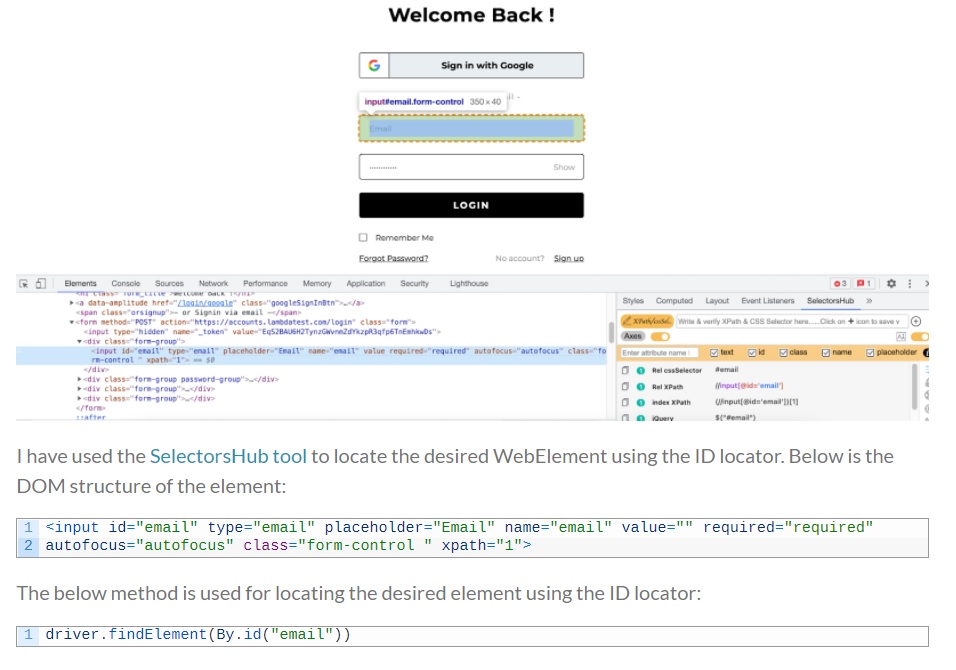 Welcome Back !
Sign in with Google
input#email.form-control 350×40
Email
Show
LOGIN
Remember Me
Forgot Password?
No account? Sign up
Elements Console Sources Network Performance Memory Application Security Lighthouse
3 1
<a data-amplitude href="/login/google" class="googleSignInBtn">…</a>
<span class="orsignup">— or Signin via email —</span>
<form method="POST" action="https://accounts.lambdatest.com/login" class="form">
<input type="hidden" name="_token" value=
<div class="form-group">
<input id="email" type="email" placeholder="Email" name="email" value required="required" autofocus="autofocus" class="fo
rm-control " xpath="1"> == $0
</div>
<div class="form-group password-group">…</div>
<div class="form-group">…</div>
<div class="form-group">…</div>
</form>
::after
Styles Computed Layout Event Listeners SelectorsHub »
Write & verify XPath & CSS Selector here......Click on + icon to save v
Axes
Enter attribute name text id class name placeholder
Rel cssSelector #email
Rel XPath //input[@id='email']
index XPath (//input[@id='email'])[1]
jQuery $("#email")
I have used the SelectorsHub tool to locate the desired WebElement using the ID locator. Below is the
DOM structure of the element:
1 <input id="email" type="email" placeholder="Email" name="email" value="" required="required"
2 autofocus="autofocus" class="form-control " xpath="1">
The below method is used for locating the desired element using the ID locator:
1 driver.findElement(By.id("email"))